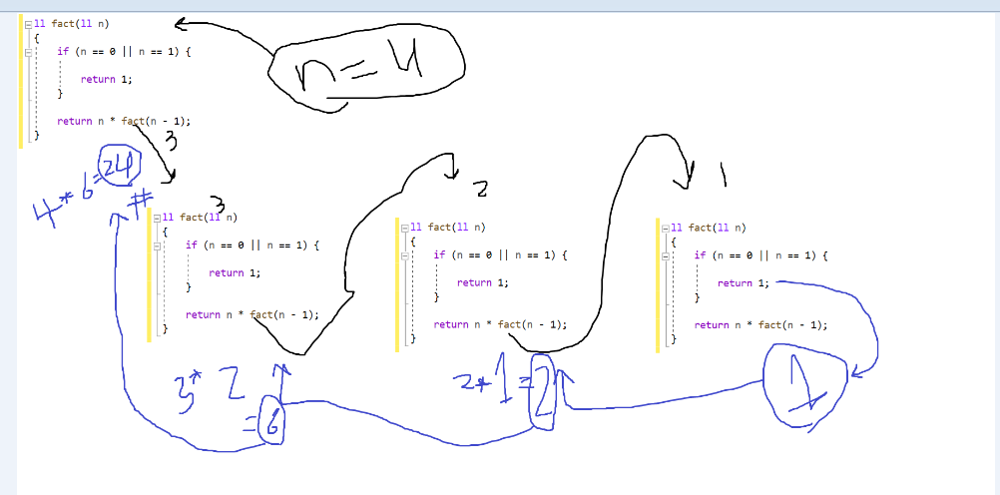 ll fact(ll n)
{
if (n == 0 || n == 1) {
return 1;
}
return n * fact(n - 1);
}
n=4
3
4*6=24
#
3
ll fact(ll n)
{
if (n == 0 || n == 1) {
return 1;
}
return n * fact(n - 1);
}
3*2
=6
2
ll fact(ll n)
{
if (n == 0 || n == 1) {
return 1;
}
return n * fact(n - 1);
}
2*1=2
1
ll fact(ll n)
{
if (n == 0 || n == 1) {
return 1;
}
return n * fact(n - 1);
}
1